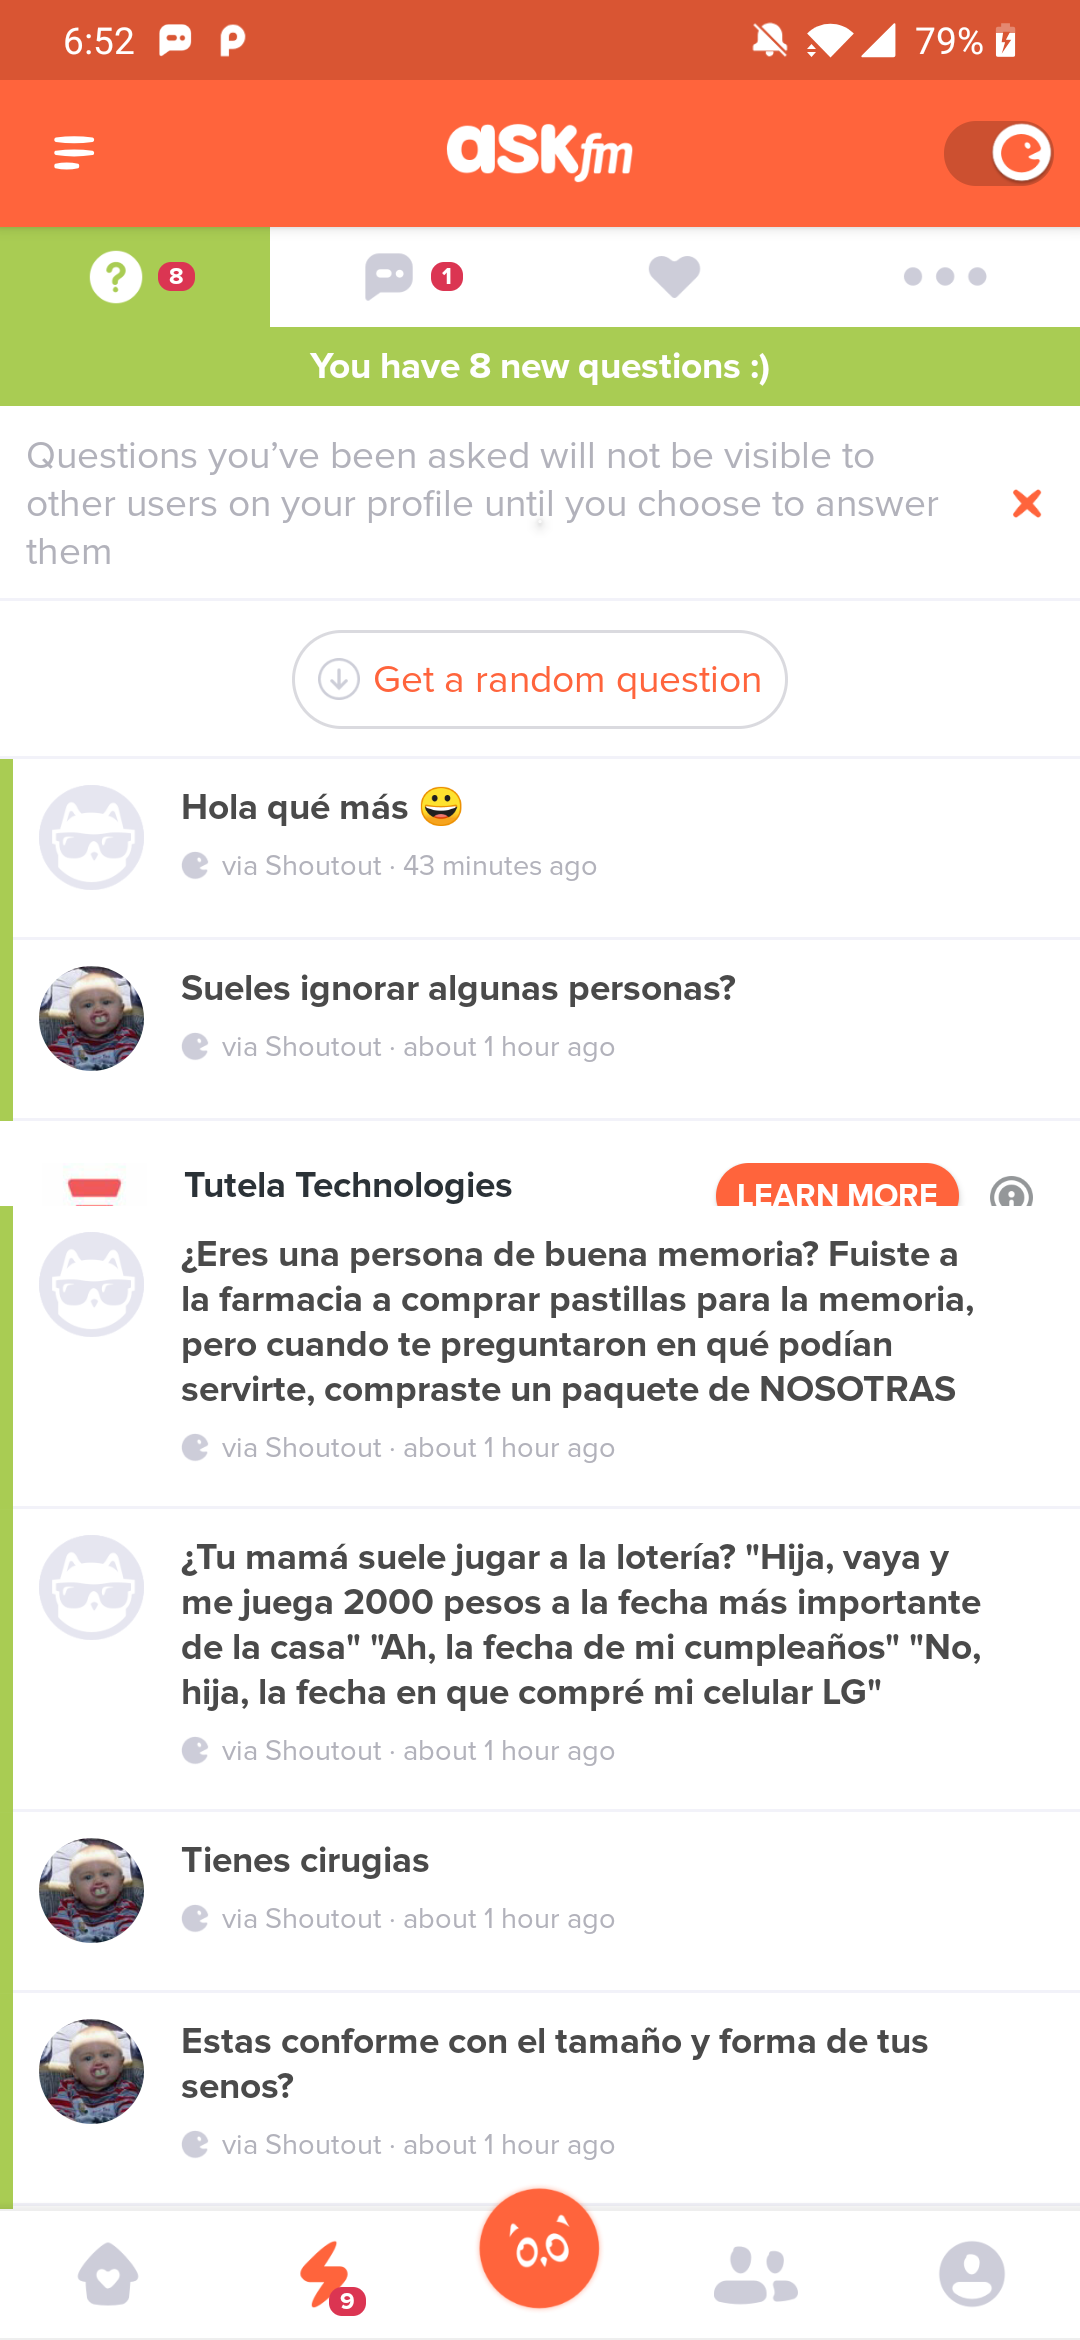 6:52
79%
askfm
8
1
You have 8 new questions :)
Questions you’ve been asked will not be visible to
other users on your profile until you choose to answer
them
Get a random question
Hola qué más 😀
via Shoutout · 43 minutes ago
Sueles ignorar algunas personas?
via Shoutout · about 1 hour ago
Tutela Technologies
LEARN MORE
¿Eres una persona de buena memoria? Fuiste a
la farmacia a comprar pastillas para la memoria,
pero cuando te preguntaron en qué podían
servirte, compraste un paquete de NOSOTRAS
via Shoutout · about 1 hour ago
¿Tu mamá suele jugar a la lotería? "Hija, vaya y
me juega 2000 pesos a la fecha más importante
de la casa" "Ah, la fecha de mi cumpleaños" "No,
hija, la fecha en que compré mi celular LG"
via Shoutout · about 1 hour ago
Tienes cirugias
via Shoutout · about 1 hour ago
Estas conforme con el tamaño y forma de tus
senos?
via Shoutout · about 1 hour ago
9